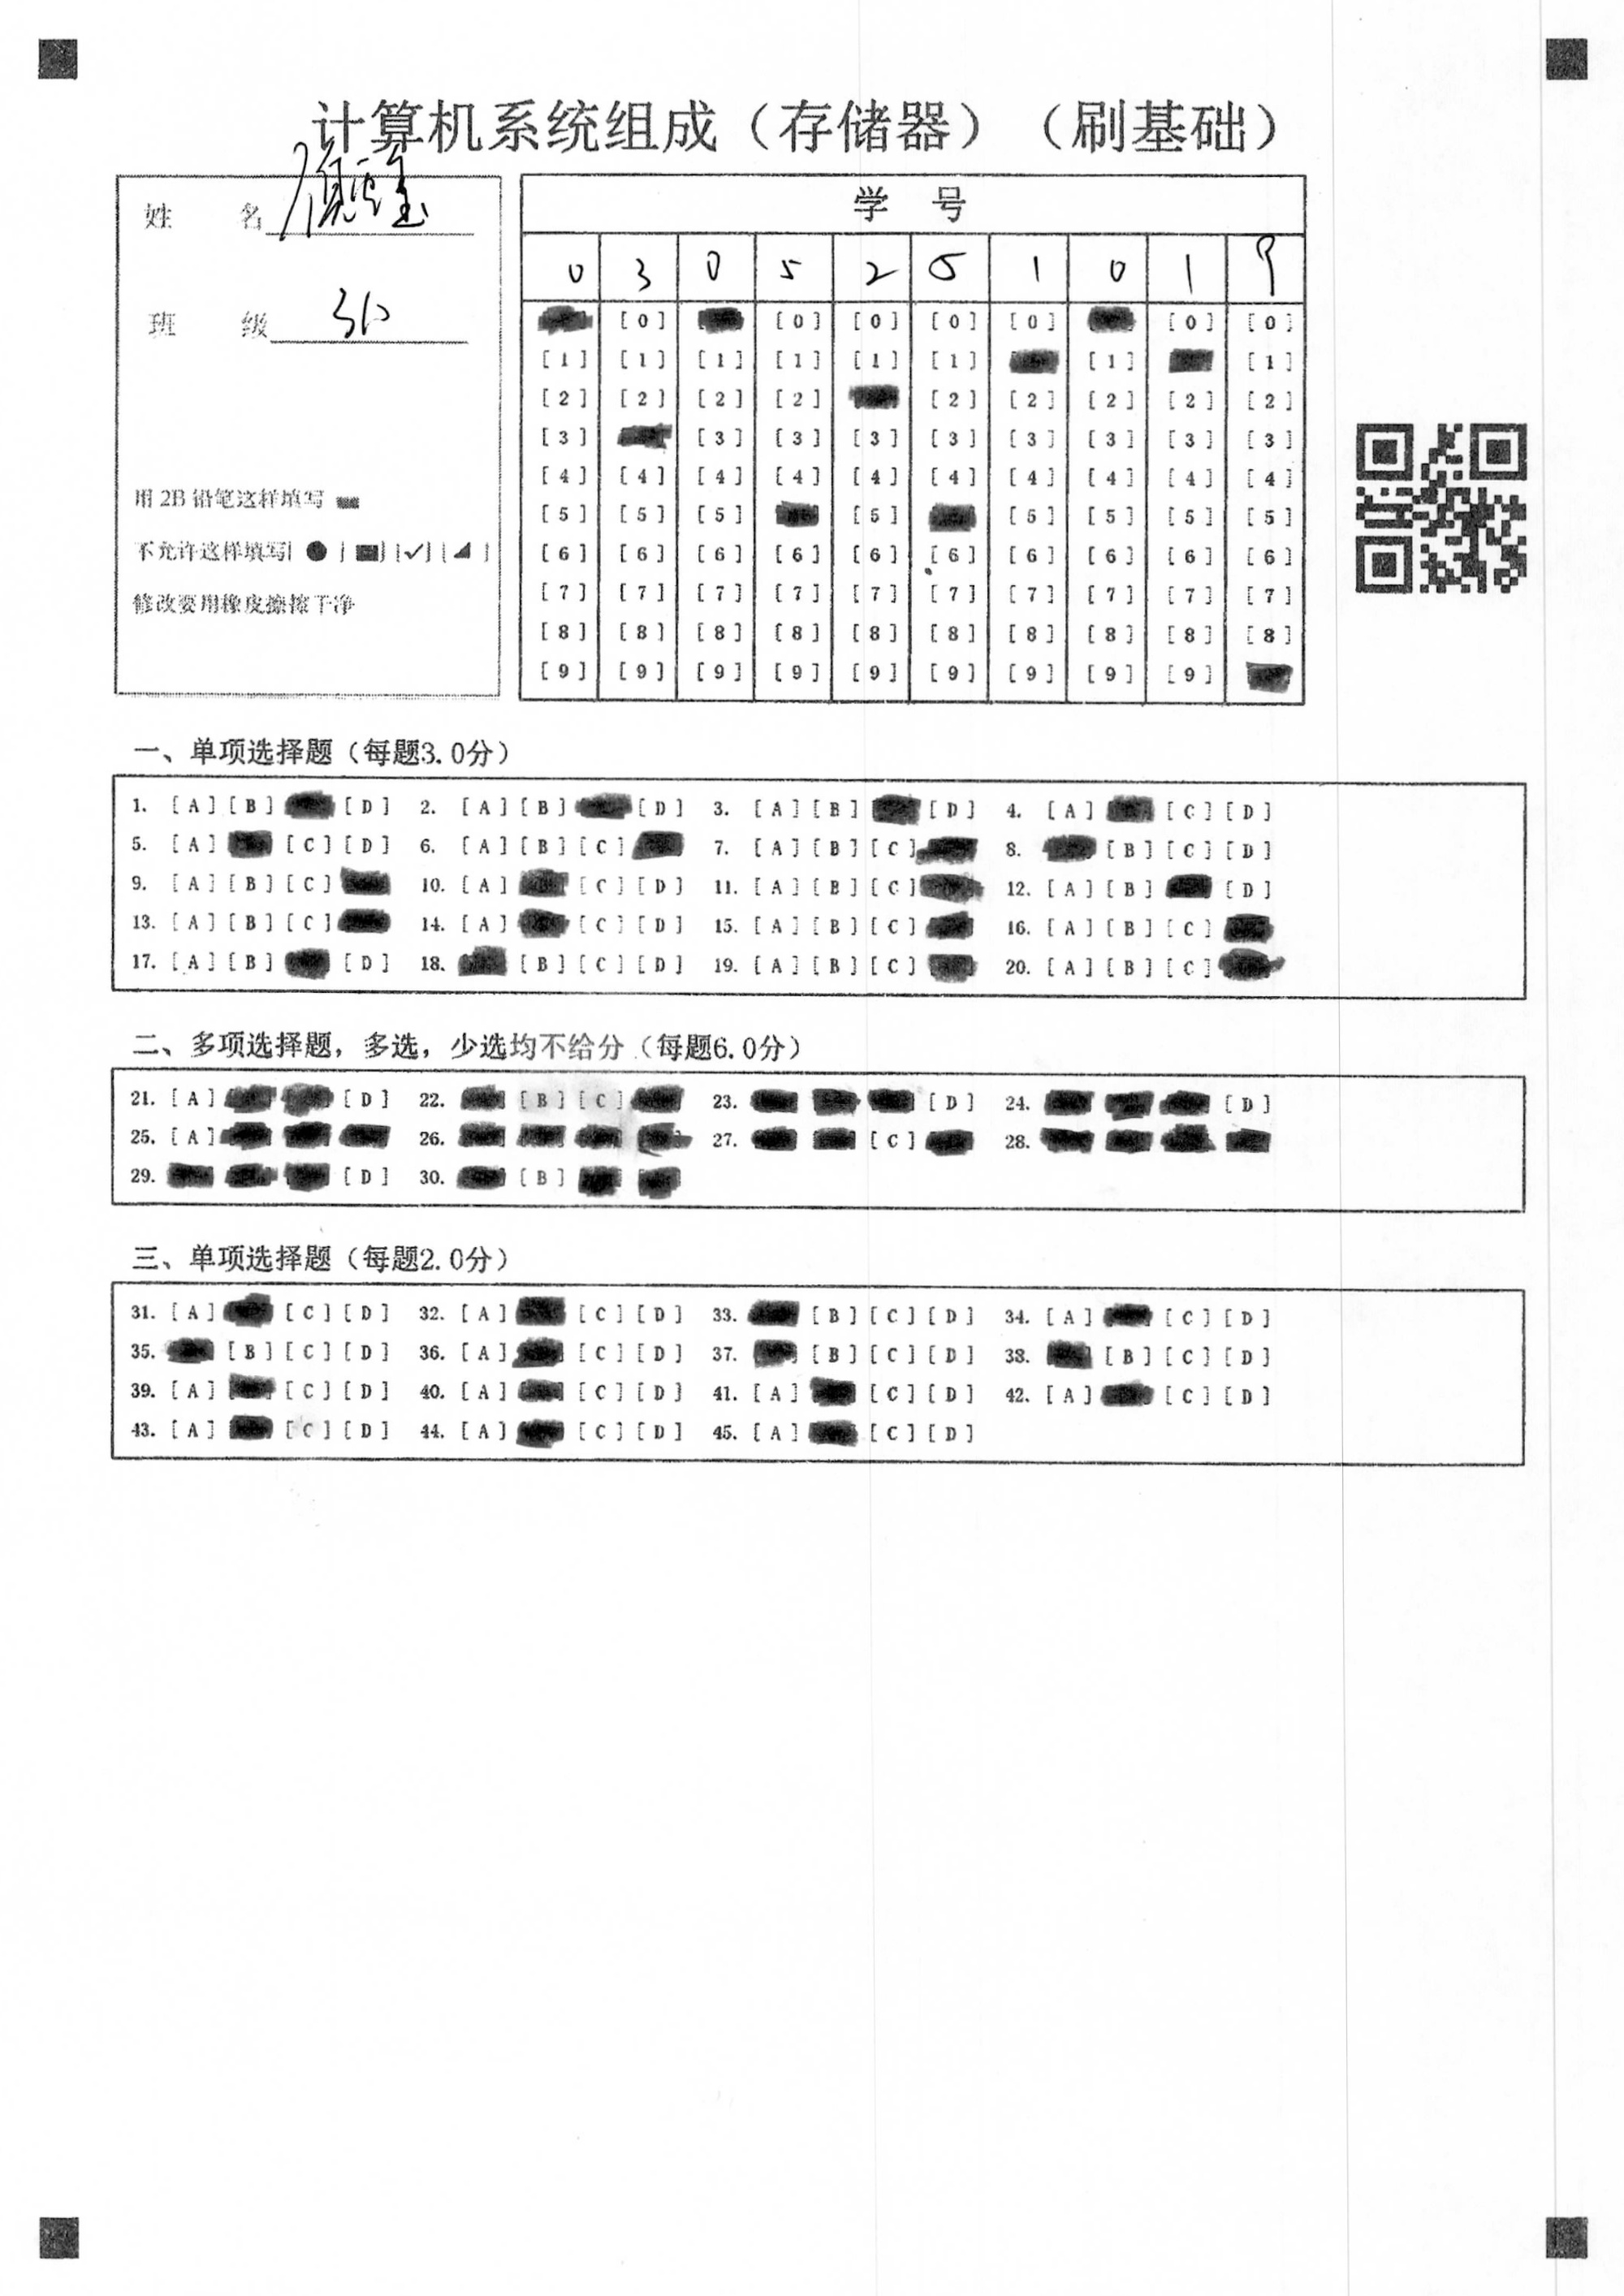 计算机系统组成（存储器）（刷基础）
姓 名
班 级
用 2B 铅笔这样填写
不允许这样填写[ ● ] [ ] [✓] [ ]
修改要用橡皮擦擦干净
学 号
0 3 0 5 2 5 1 0 1 9
[0] [0] [0] [0] [0] [0] [0]
[1] [1] [1] [1] [1] [1] [1] [1]
[2] [2] [2] [2] [2] [2] [2] [2] [2]
[3] [3] [3] [3] [3] [3] [3] [3] [3]
[4] [4] [4] [4] [4] [4] [4] [4] [4] [4]
[5] [5] [5] [5] [5] [5] [5] [5]
[6] [6] [6] [6] [6] [6] [6] [6] [6] [6]
[7] [7] [7] [7] [7] [7] [7] [7] [7] [7]
[8] [8] [8] [8] [8] [8] [8] [8] [8] [8]
[9] [9] [9] [9] [9] [9] [9] [9] [9]
一、单项选择题（每题3.0分）
1. [A] [B] [D] 2. [A] [B] [D] 3. [A] [B] [D] 4. [A] [C] [D]
5. [A] [C] [D] 6. [A] [B] [C] 7. [A] [B] [C] 8. [B] [C] [D]
9. [A] [B] [C] 10. [A] [C] [D] 11. [A] [B] [C] 12. [A] [B] [D]
13. [A] [B] [C] 14. [A] [C] [D] 15. [A] [B] [C] 16. [A] [B] [C]
17. [A] [B] [D] 18. [B] [C] [D] 19. [A] [B] [C] 20. [A] [B] [C]
二、多项选择题，多选，少选均不给分（每题6.0分）
21. [A] [D] 22. [B] [C] 23. [D] 24. [D]
25. [A] 26. 27. [C] 28.
29. [D] 30. [B]
三、单项选择题（每题2.0分）
31. [A] [C] [D] 32. [A] [C] [D] 33. [B] [C] [D] 34. [A] [C] [D]
35. [B] [C] [D] 36. [A] [C] [D] 37. [B] [C] [D] 38. [B] [C] [D]
39. [A] [C] [D] 40. [A] [C] [D] 41. [A] [C] [D] 42. [A] [C] [D]
43. [A] [C] [D] 44. [A] [C] [D] 45. [A] [C] [D]